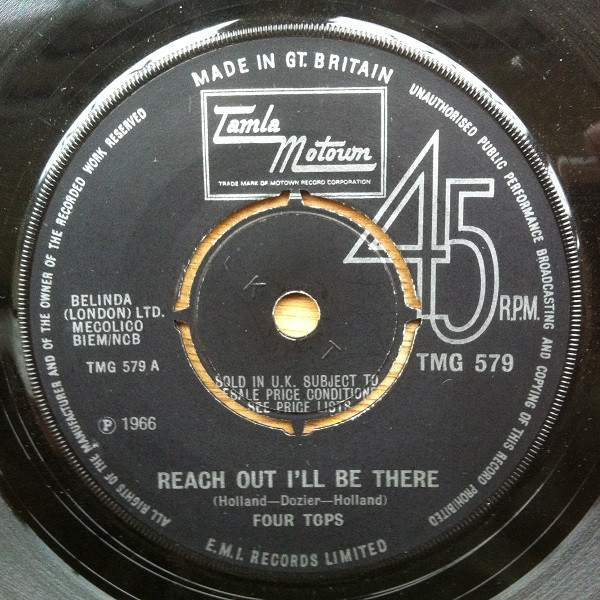 MADE IN GT. BRITAIN
UNAUTHORISED PUBLIC PERFORMANCE BROADCASTING AND COPYING OF THIS RECORD PROHIBITED
ALL RIGHTS OF THE MANUFACTURER AND OF THE OWNER OF THE RECORDED WORK RESERVED
Tamla
Motown
TRADE MARK OF MOTOWN RECORD CORPORATION
45
R.P.M.
BELINDA
(LONDON) LTD.
MECOLICO
BIEM/NCB
TMG 579 A
TMG 579
K
T
SOLD IN U.K. SUBJECT TO
RESALE PRICE CONDITIONS
SEE PRICE LISTS
℗ 1966
REACH OUT I'LL BE THERE
(Holland—Dozier—Holland)
FOUR TOPS
E.M.I. RECORDS LIMITED